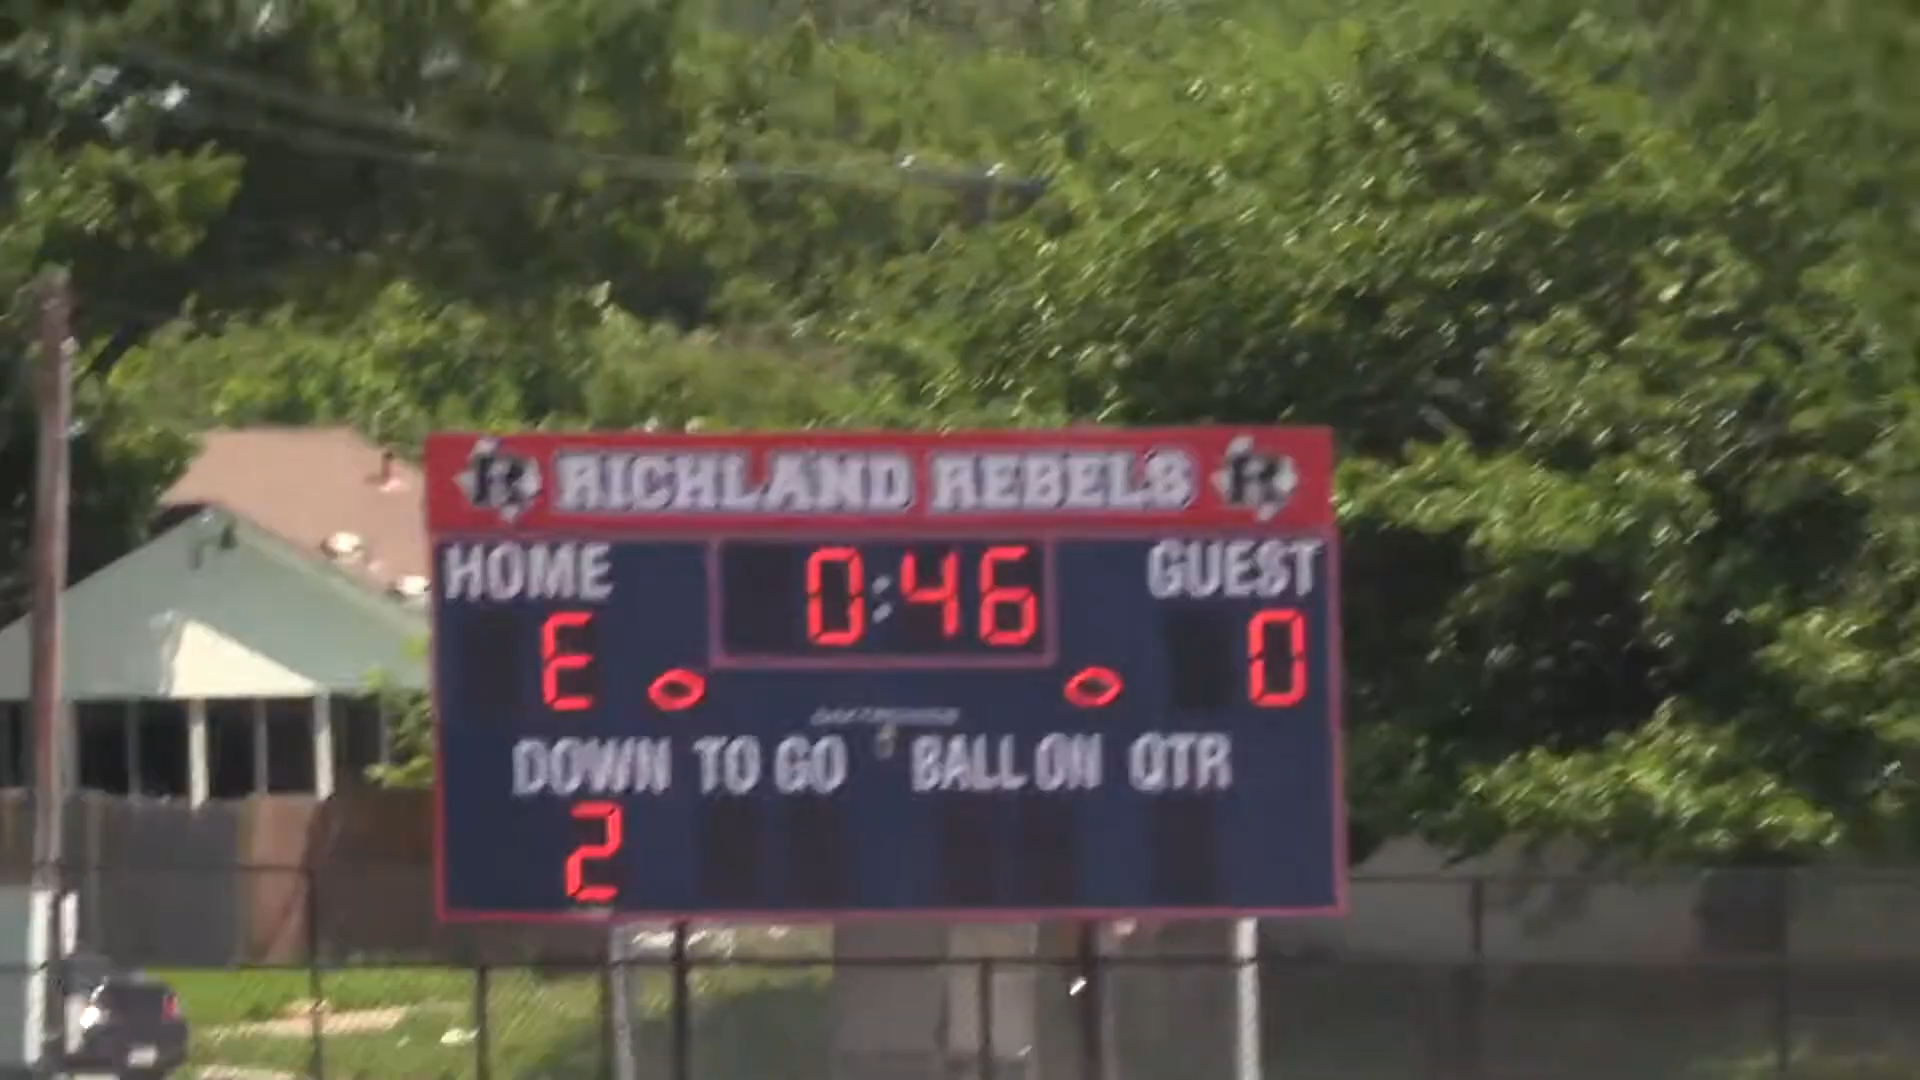 RICHLAND REBELS
HOME 0:46 GUEST
E 0
DOWN TO GO BALL ON QTR
2